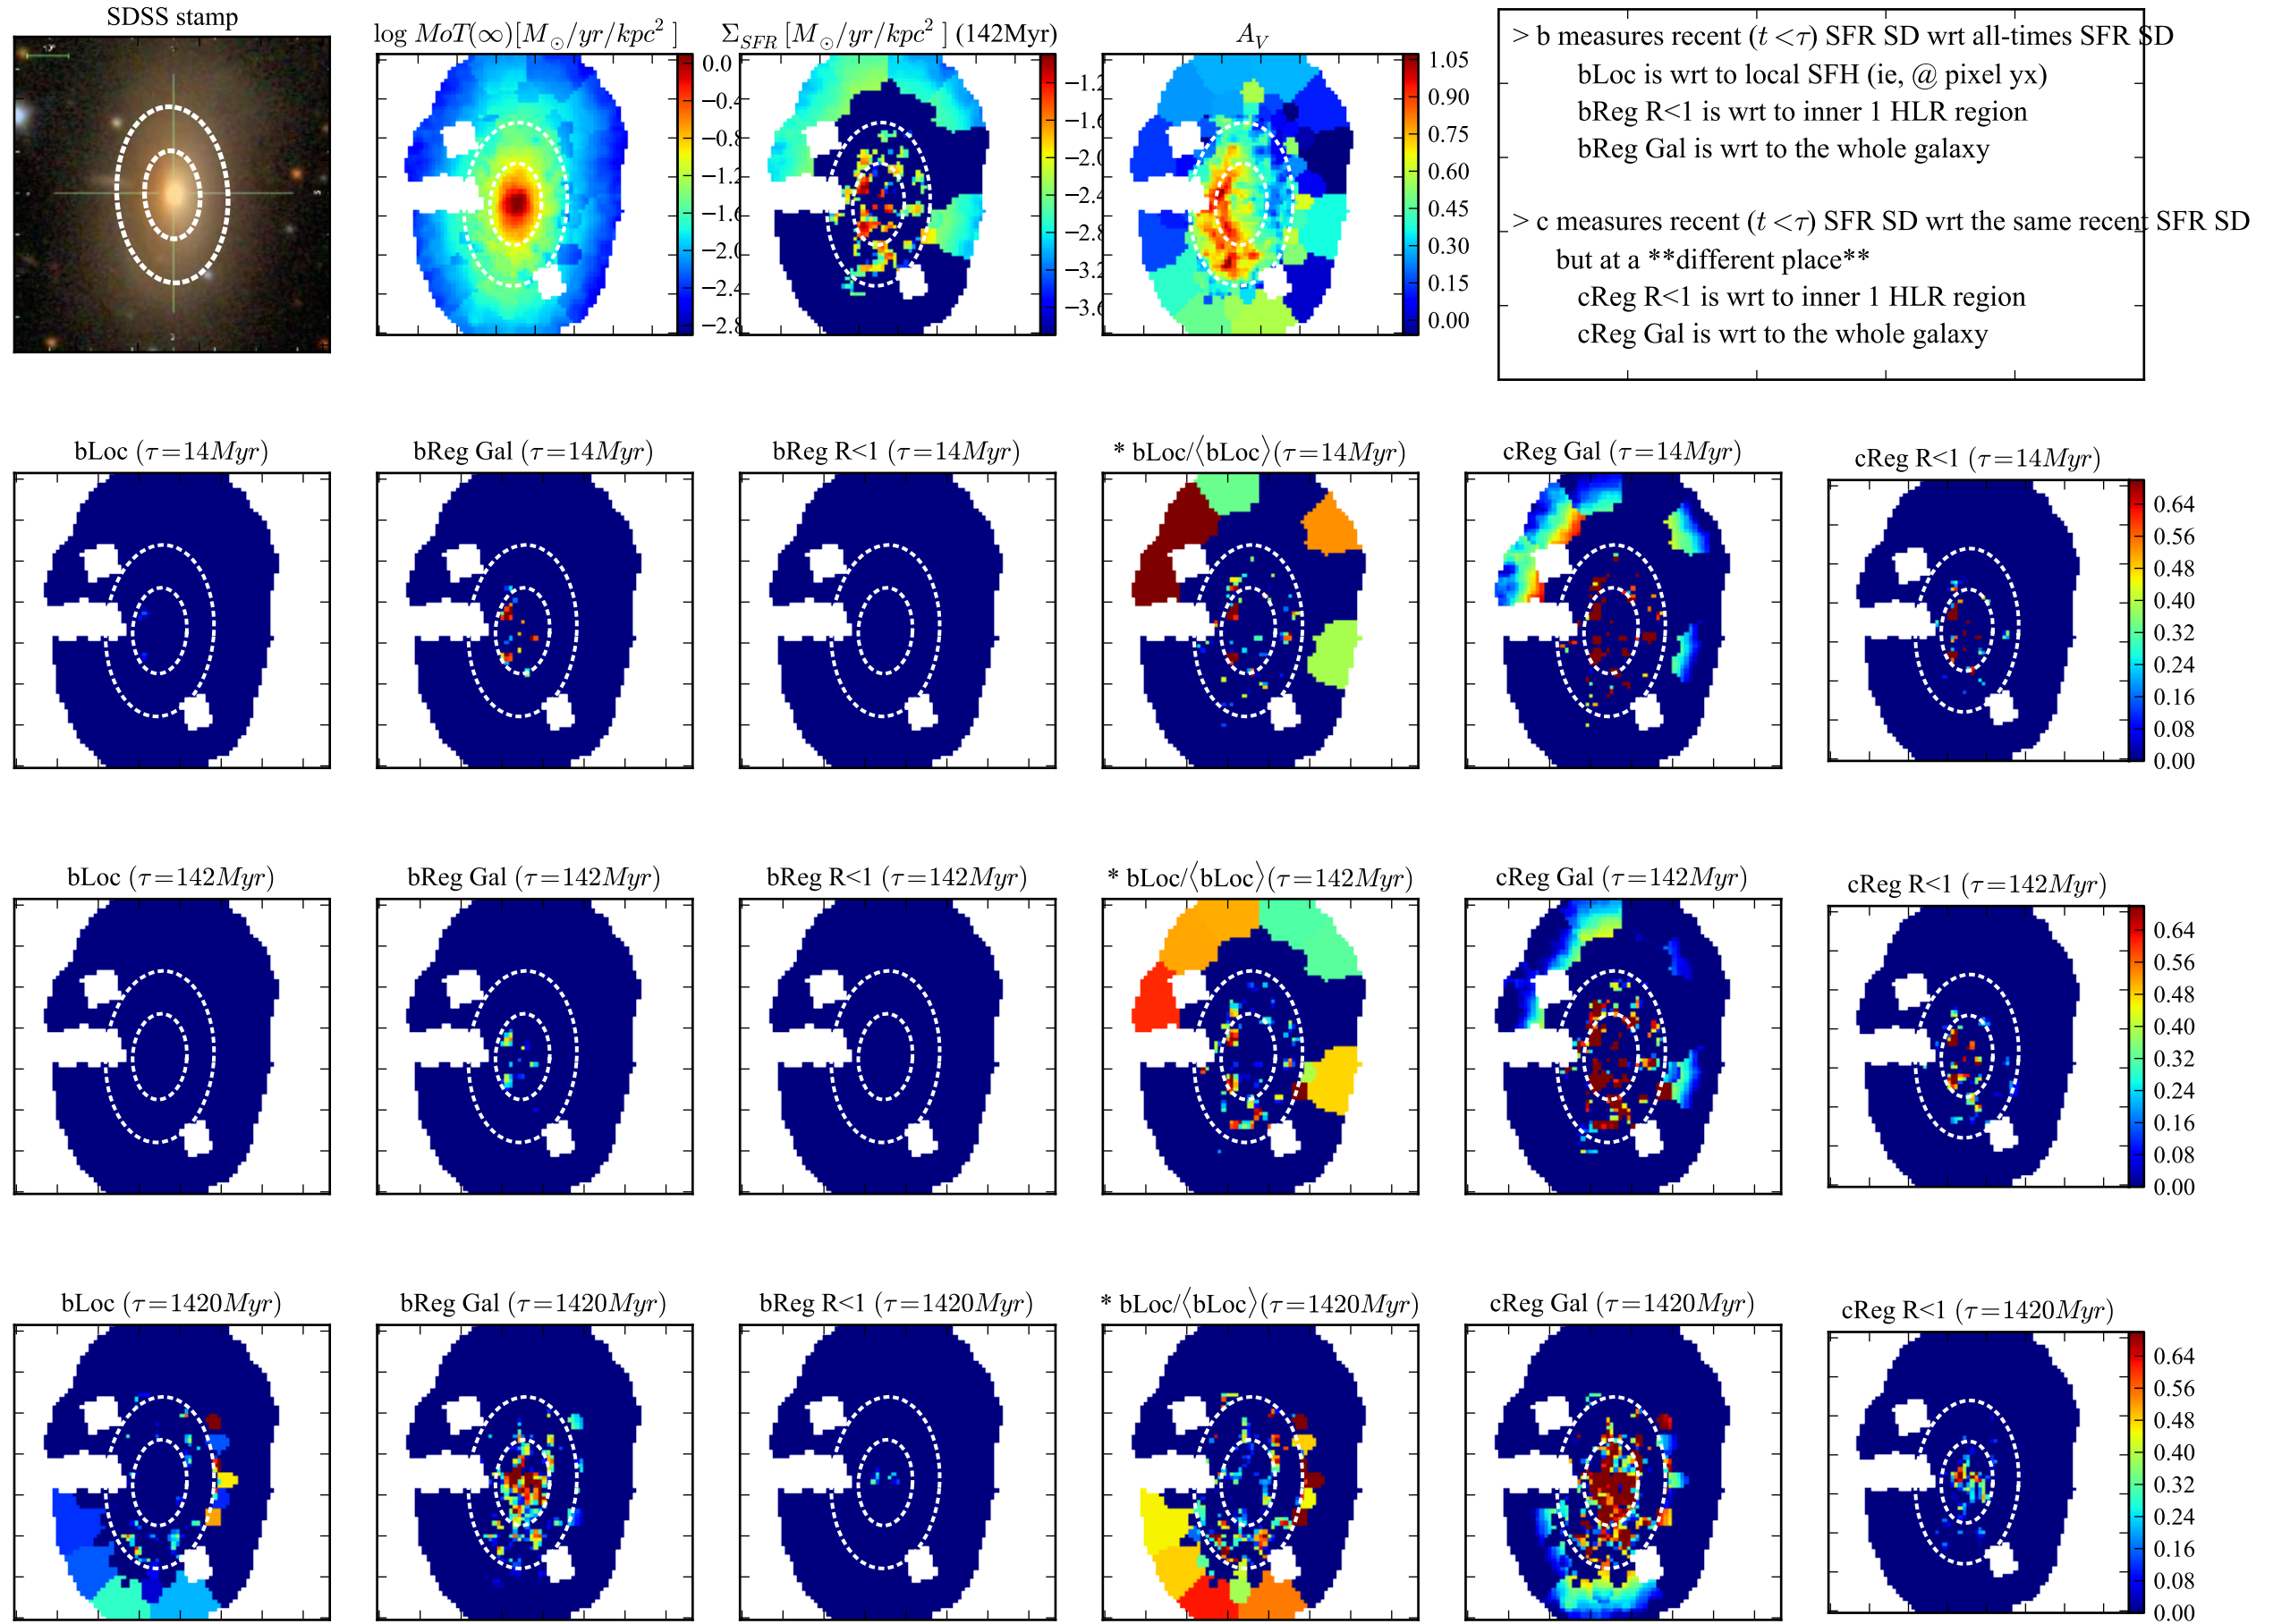 SDSS stamp
log MoT(∞)[M⊙/yr/kpc²]
Σ_SFR [M⊙/yr/kpc²] (142Myr)
A_V
0.0
−0.4
−0.8
−1.2
−1.6
−2.0
−2.4
−2.8
−1.2
−2.0
−2.4
−2.8
−3.2
−3.6
1.05
0.90
0.75
0.60
0.45
0.30
0.15
0.00
> b measures recent (t <τ) SFR SD wrt all-times SFR SD
bLoc is wrt to local SFH (ie, @ pixel yx)
bReg R<1 is wrt to inner 1 HLR region
bReg Gal is wrt to the whole galaxy
> c measures recent (t <τ) SFR SD wrt the same recent SFR SD
but at a **different place**
cReg R<1 is wrt to inner 1 HLR region
cReg Gal is wrt to the whole galaxy
bLoc (τ=14Myr)
bReg Gal (τ=14Myr)
bReg R<1 (τ=14Myr)
* bLoc/⟨bLoc⟩(τ=14Myr)
cReg Gal (τ=14Myr)
cReg R<1 (τ=14Myr)
0.64
0.56
0.48
0.40
0.32
0.24
0.16
0.08
0.00
bLoc (τ=142Myr)
bReg Gal (τ=142Myr)
bReg R<1 (τ=142Myr)
* bLoc/⟨bLoc⟩(τ=142Myr)
cReg Gal (τ=142Myr)
cReg R<1 (τ=142Myr)
0.64
0.56
0.48
0.40
0.32
0.24
0.16
0.08
0.00
bLoc (τ=1420Myr)
bReg Gal (τ=1420Myr)
bReg R<1 (τ=1420Myr)
* bLoc/⟨bLoc⟩(τ=1420Myr)
cReg Gal (τ=1420Myr)
cReg R<1 (τ=1420Myr)
0.64
0.56
0.48
0.40
0.32
0.24
0.16
0.08
0.00